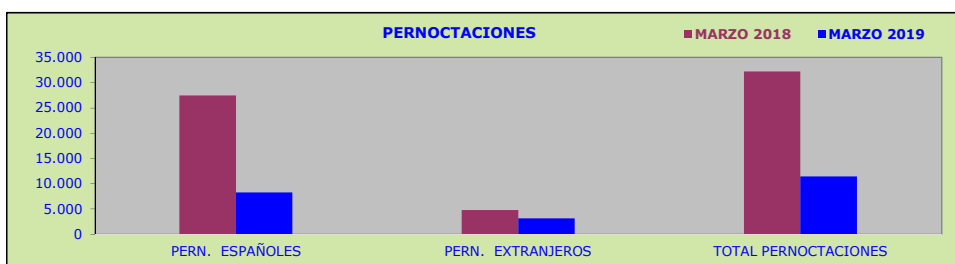 PERNOCTACIONES
MARZO 2018 MARZO 2019
35.000
30.000
25.000
20.000
15.000
10.000
5.000
0
PERN. ESPAÑOLES PERN. EXTRANJEROS TOTAL PERNOCTACIONES